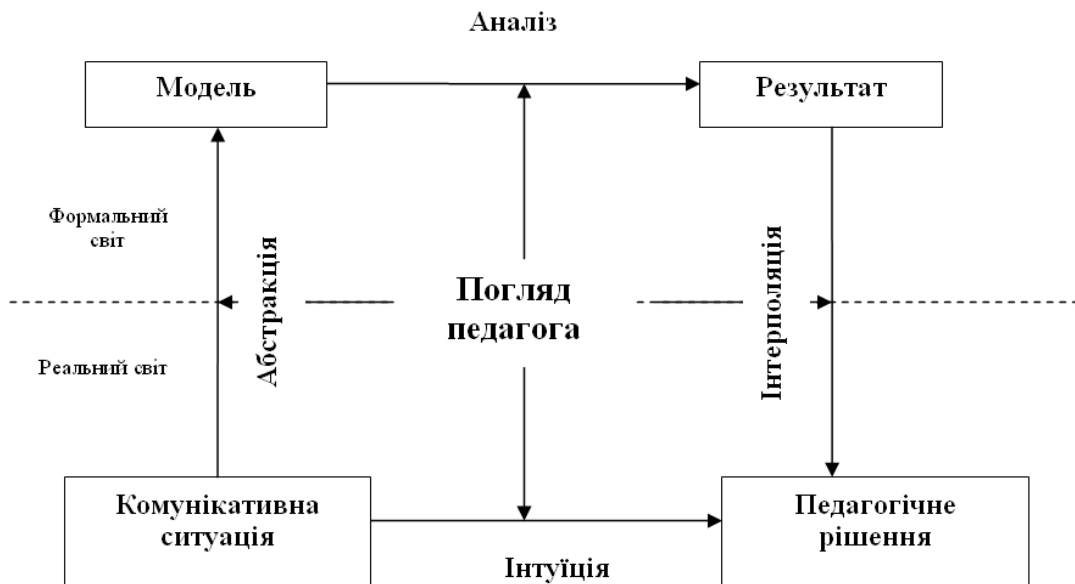 Аналіз
Модель
Результат
Формальний
світ
Абстракція
Погляд
педагога
Інтерполяція
Реальний світ
Комунікативна
ситуація
Педагогічне
рішення
Інтуїція